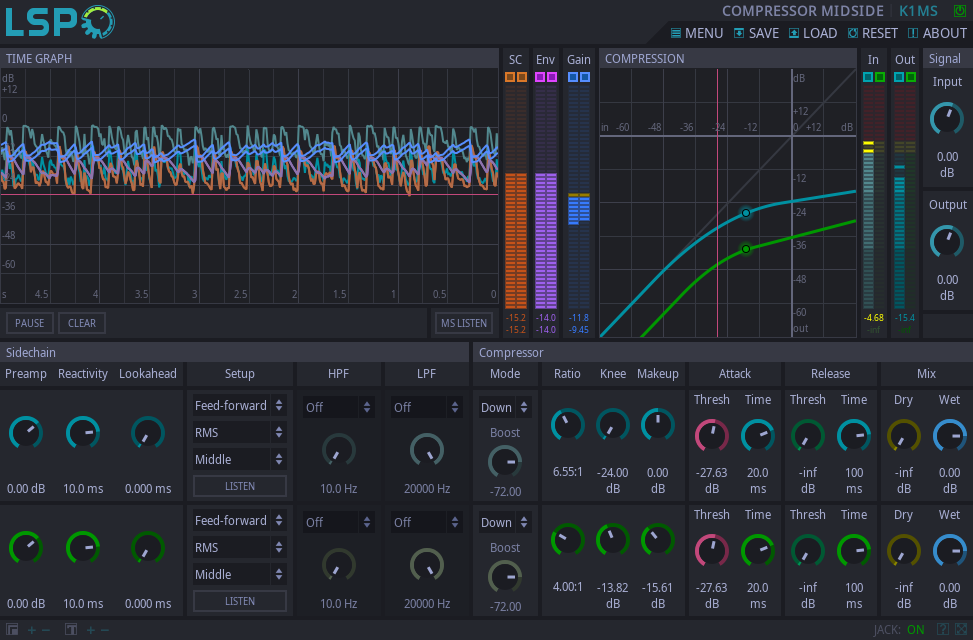 LSP
COMPRESSOR MIDSIDE K1MS
MENU SAVE LOAD RESET ABOUT
TIME GRAPH
SC Env Gain
COMPRESSION
In Out
Signal
dB
+12
0
-36
-48
-60
s 4.5 4 3.5 3 2.5 2 1.5 1 0.5 0
-15.2 -14.0 -11.8
-15.2 -14.0 -9.45
PAUSE CLEAR MS LISTEN
dB
+12
in -60 -48 -36 -24 -12 0 +12 dB
-12
-24
-36
-48
-60
out
-4.68 -15.4
-inf -inf
Input
0.00
dB
Output
0.00
dB
Sidechain
Compressor
Preamp Reactivity Lookahead Setup HPF LPF Mode Ratio Knee Makeup Attack Release Mix
Thresh Time Thresh Time Dry Wet
Feed-forward Off Off Down
RMS
Middle
LISTEN
Boost
0.00 dB 10.0 ms 0.000 ms 10.0 Hz 20000 Hz -72.00
6.55:1 -24.00 dB 0.00 dB -27.63 dB 20.0 ms -inf dB 100 ms -inf dB 0.00 dB
Thresh Time Thresh Time Dry Wet
Feed-forward Off Off Down
RMS
Middle
LISTEN
Boost
0.00 dB 10.0 ms 0.000 ms 10.0 Hz 20000 Hz -72.00
4.00:1 -13.82 dB -15.61 dB -27.63 dB 20.0 ms -inf dB 100 ms -inf dB 0.00 dB
JACK: ON